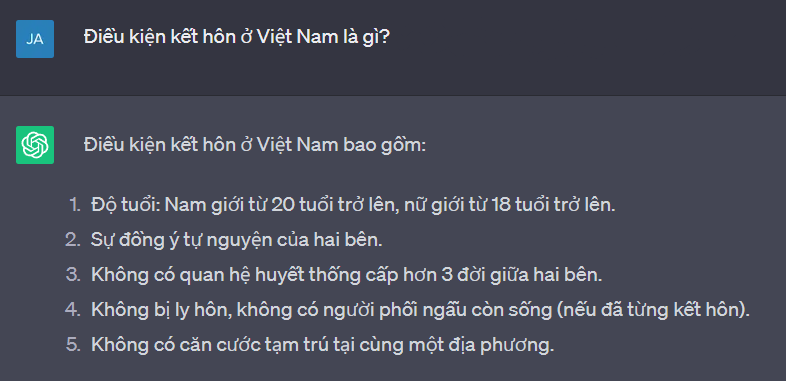 JA
Điều kiện kết hôn ở Việt Nam là gì?
Điều kiện kết hôn ở Việt Nam bao gồm:
1. Độ tuổi: Nam giới từ 20 tuổi trở lên, nữ giới từ 18 tuổi trở lên.
2. Sự đồng ý tự nguyện của hai bên.
3. Không có quan hệ huyết thống cấp hơn 3 đời giữa hai bên.
4. Không bị ly hôn, không có người phối ngẫu còn sống (nếu đã từng kết hôn).
5. Không có căn cước tạm trú tại cùng một địa phương.